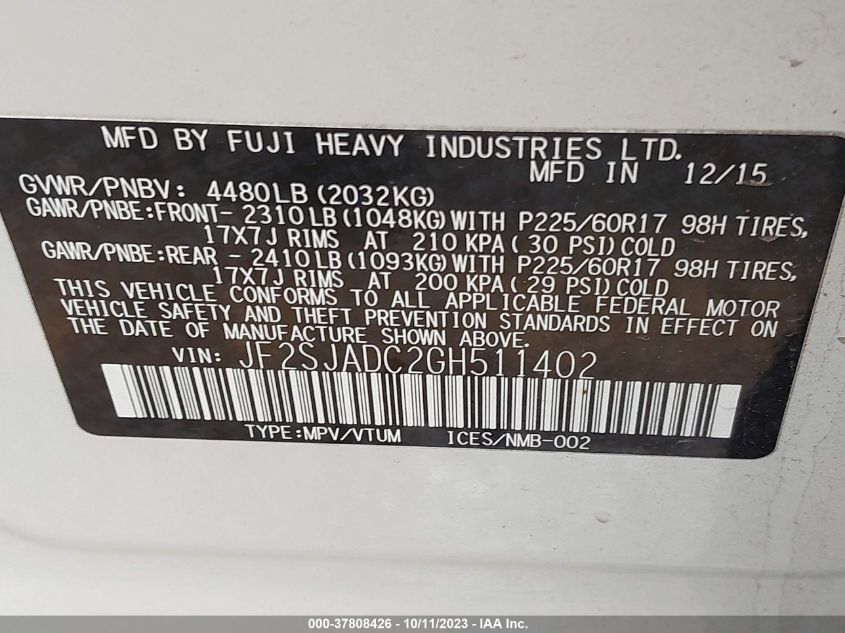 MFD BY FUJI HEAVY INDUSTRIES LTD.
MFD IN 12/15
GVWR/PNBV: 4480LB(2032KG)
GAWR/PNBE:FRONT- 2310LB(1048KG)WITH P225/60R17 98H TIRES,
17X7J RIMS AT 210 KPA( 30 PSI)COLD
GAWR/PNBE:REAR - 2410LB(1093KG)WITH P225/60R17 98H TIRES,
17X7J RIMS AT 200 KPA( 29 PSI)COLD
THIS VEHICLE CONFORMS TO ALL APPLICABLE FEDERAL MOTOR
VEHICLE SAFETY AND THEFT PREVENTION STANDARDS IN EFFECT ON
THE DATE OF MANUFACTURE SHOWN ABOVE.
VIN: JF2SJADC2GH511402
TYPE:MPV/VTUM ICES/NMB-002
000-37808426 - 10/11/2023 - IAA Inc.